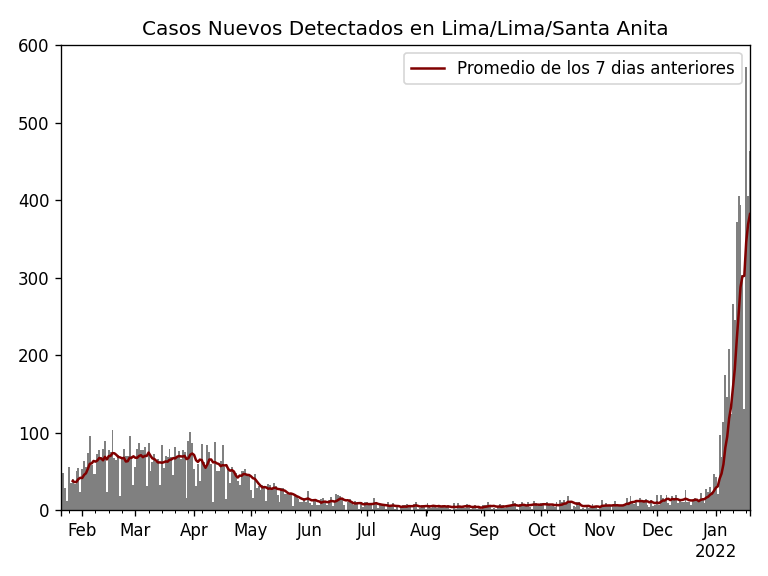 Casos Nuevos Detectados en Lima/Lima/Santa Anita
Promedio de los 7 dias anteriores
600
500
400
300
200
100
0
Feb Mar Apr May Jun Jul Aug Sep Oct Nov Dec Jan
2022